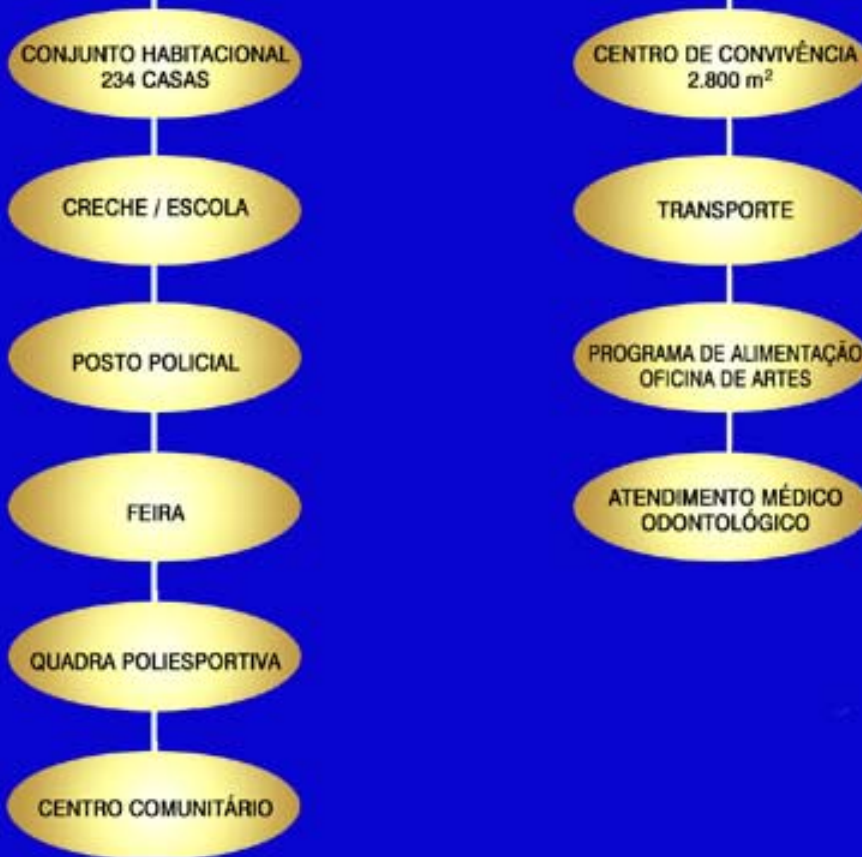 CONJUNTO HABITACIONAL
234 CASAS
CRECHE / ESCOLA
POSTO POLICIAL
FEIRA
QUADRA POLIESPORTIVA
CENTRO COMUNITÁRIO
CENTRO DE CONVIVÊNCIA
2.800 m²
TRANSPORTE
PROGRAMA DE ALIMENTAÇÃO
OFICINA DE ARTES
ATENDIMENTO MÉDICO
ODONTOLÓGICO